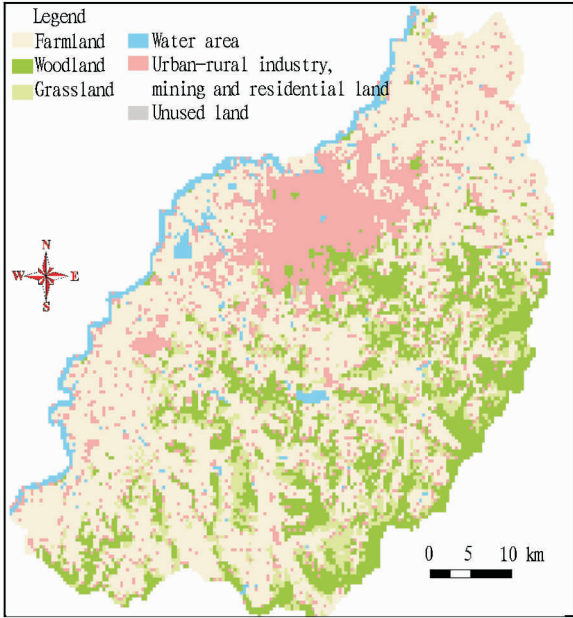 Legend
Farmland
Woodland
Grassland
Water area
Urban-rural industry,
mining and residential land
Unused land
N
W E
S
0 5 10 km